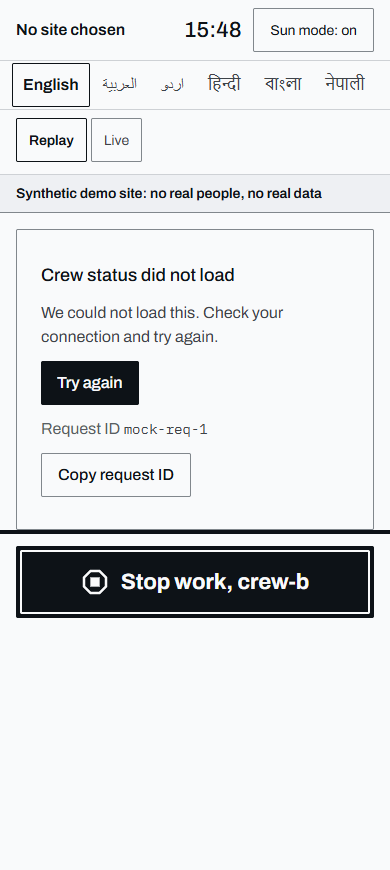 No site chosen
15:48
Sun mode: on
English
العربية
اردو
हिन्दी
বাংলা
नेपाली
Replay
Live
Synthetic demo site: no real people, no real data
Crew status did not load
We could not load this. Check your
connection and try again.
Try again
Request ID mock-req-1
Copy request ID
Stop work, crew-b